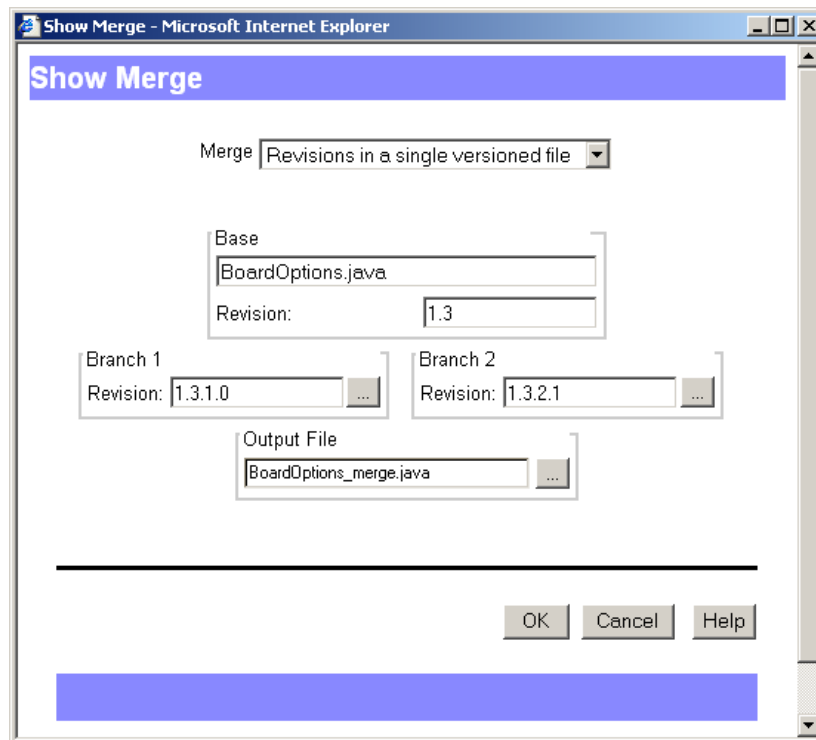 Show Merge - Microsoft Internet Explorer
Show Merge
Merge Revisions in a single versioned file
Base
BoardOptions.java
Revision: 1.3
Branch 1 Branch 2
Revision: 1.3.1.0 ... Revision: 1.3.2.1 ...
Output File
BoardOptions_merge.java ...
OK Cancel Help